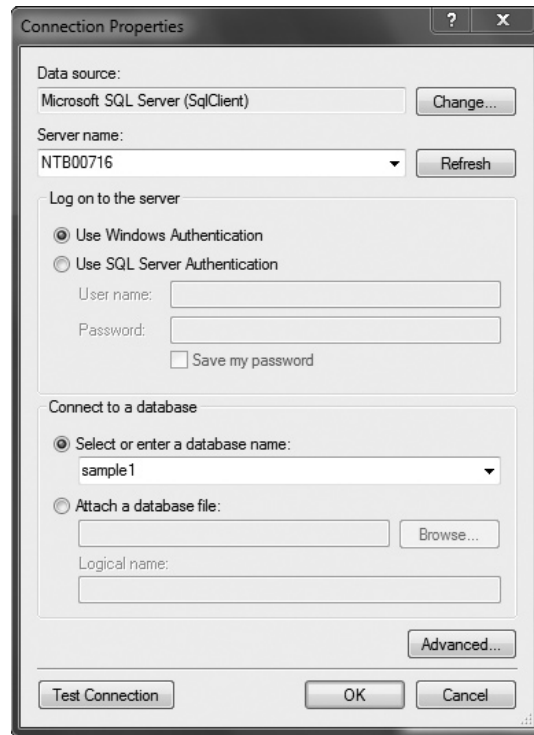 Connection Properties
? X
Data source:
Microsoft SQL Server (SqlClient)
Change...
Server name:
NTB00716
Refresh
Log on to the server
Use Windows Authentication
Use SQL Server Authentication
User name:
Password:
Save my password
Connect to a database
Select or enter a database name:
sample1
Attach a database file:
Browse...
Logical name:
Advanced...
Test Connection
OK
Cancel